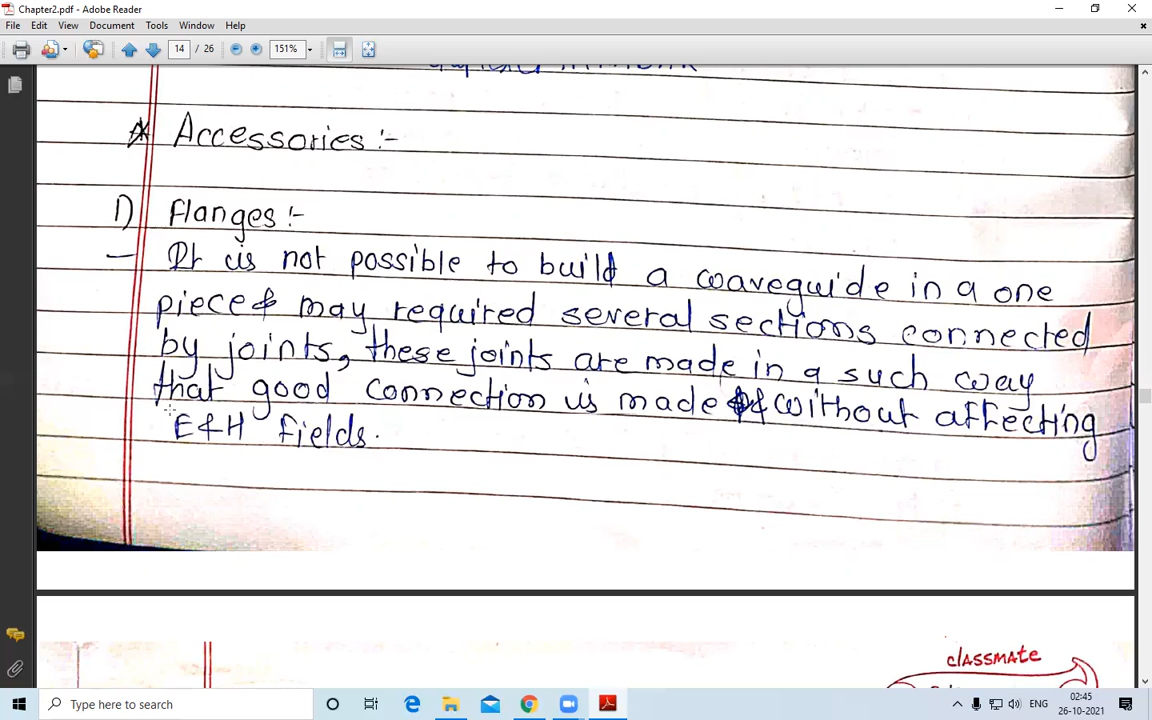 Chapter2.pdf - Adobe Reader
File Edit View Document Tools Window Help
14 / 26 151%
Accessories :-
1) Flanges :-
- It is not possible to build a waveguide in a one
piece & may required several sections connected
by joints, these joints are made in a such way
that good connection is made & without affecting
E & H fields.
classmate
Type here to search
ENG
02:45
26-10-2021